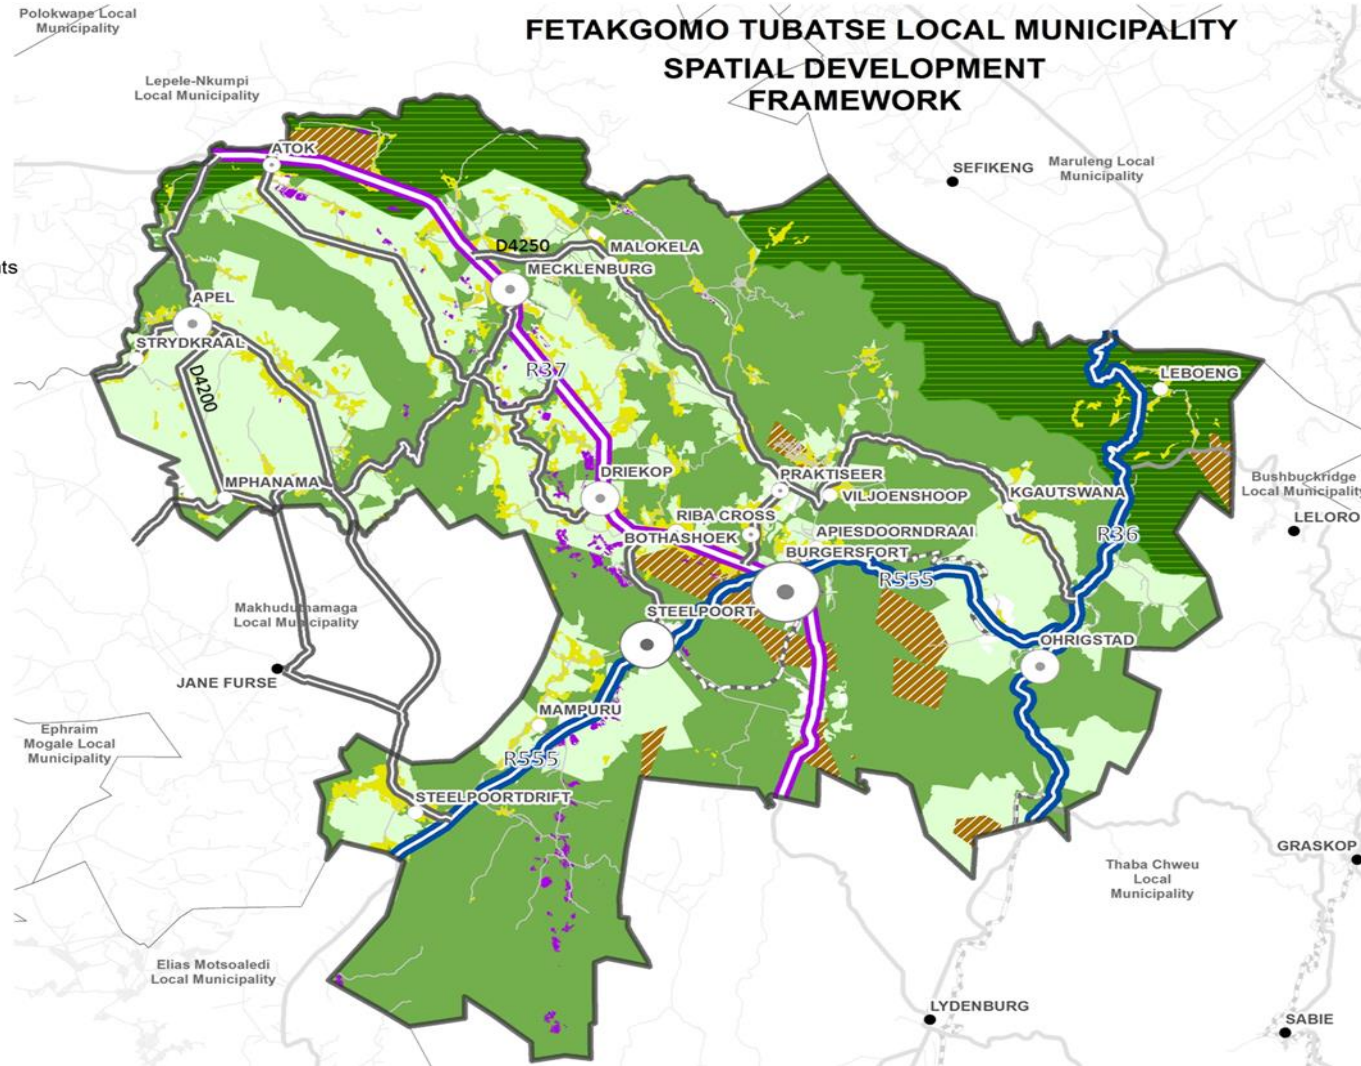 Polokwane Local
Municipality
FETAKGOMO TUBATSE LOCAL MUNICIPALITY
SPATIAL DEVELOPMENT
FRAMEWORK
Lepele-Nkumpi
Local Municipality
ATOK
SEFIKENG
Maruleng Local
Municipality
D4250
MALOKELA
MECKLENBURG
nts
APEL
STRYDKRAAL
D4200
R37
LEBOENG
DRIEKOP
PRAKTISEER
MPHANAMA
VILJOENSHOOP
KGAUTSWANA
Bushbuckridge
Local Municipality
LELORO
RIBA CROSS
BOTHASHOEK
APIESDOORNDRAAI
BURGERSFORT
R36
R555
Makhuduthamaga
Local Municipality
STEELPOORT
OHRIGSTAD
JANE FURSE
MAMPURU
Ephraim
Mogale Local
Municipality
R555
STEELPOORTDRIFT
GRASKOP
Thaba Chweu
Local
Municipality
Elias Motsoaledi
Local Municipality
LYDENBURG
SABIE